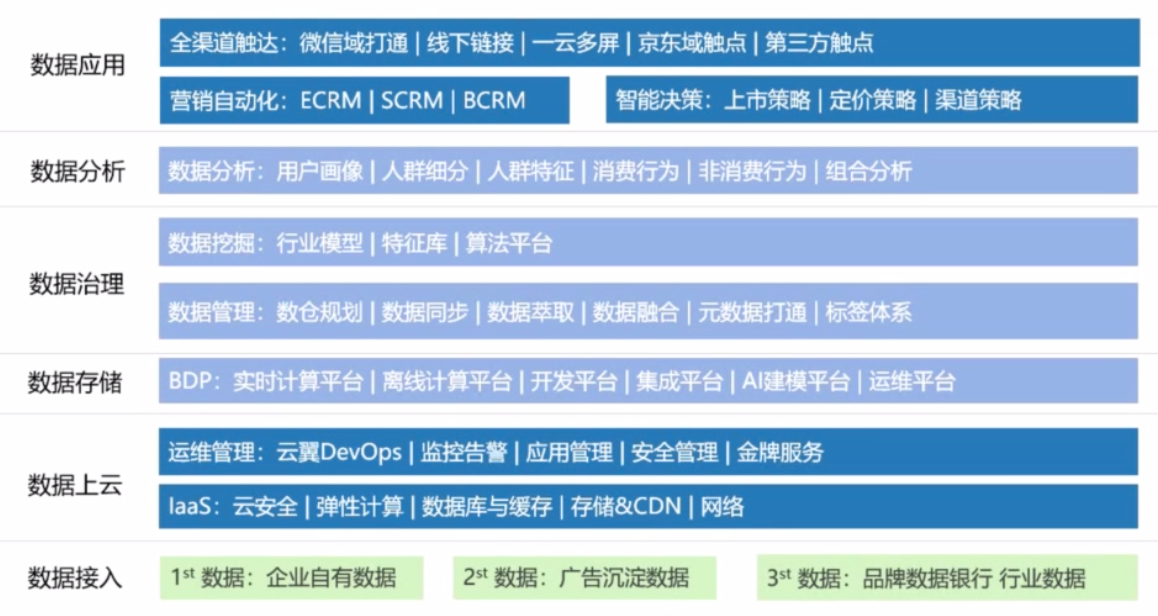 数据应用
全渠道触达：微信域打通 | 线下链接 | 一云多屏 | 京东域触点 | 第三方触点
营销自动化：ECRM | SCRM | BCRM
智能决策：上市策略 | 定价策略 | 渠道策略
数据分析
数据分析：用户画像 | 人群细分 | 人群特征 | 消费行为 | 非消费行为 | 组合分析
数据治理
数据挖掘：行业模型 | 特征库 | 算法平台
数据管理：数仓规划 | 数据同步 | 数据萃取 | 数据融合 | 元数据打通 | 标签体系
数据存储
BDP：实时计算平台 | 离线计算平台 | 开发平台 | 集成平台 | AI建模平台 | 运维平台
数据上云
运维管理：云翼DevOps | 监控告警 | 应用管理 | 安全管理 | 金牌服务
IaaS：云安全 | 弹性计算 | 数据库与缓存 | 存储&CDN | 网络
数据接入
1st 数据：企业自有数据
2st 数据：广告沉淀数据
3st 数据：品牌数据银行 行业数据